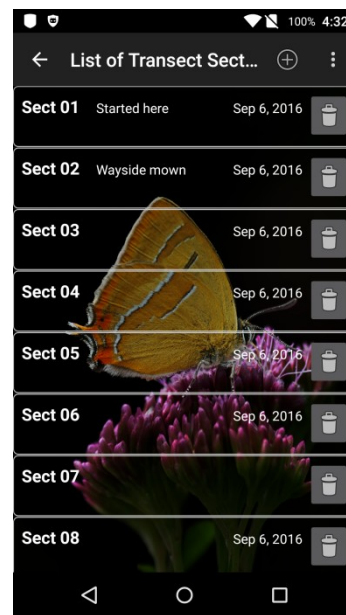 100% 4:32
List of Transect Sect...
Sect 01 Started here Sep 6, 2016
Sect 02 Wayside mown Sep 6, 2016
Sect 03 Sep 6, 2016
Sect 04 Sep 6, 2016
Sect 05 Sep 6, 2016
Sect 06 Sep 6, 2016
Sect 07
Sect 08 Sep 6, 2016